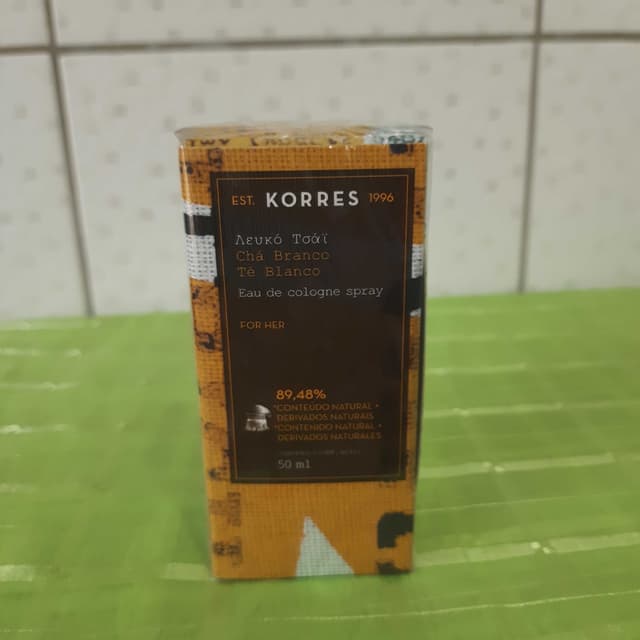 EST. KORRES 1996
Λευκό Τσάϊ
Chá Branco
Té Blanco
Eau de cologne spray
FOR HER
89,48%
*CONTEÚDO NATURAL +
DERIVADOS NATURAIS
*CONTENIDO NATURAL +
DERIVADOS NATURALES
50 ml